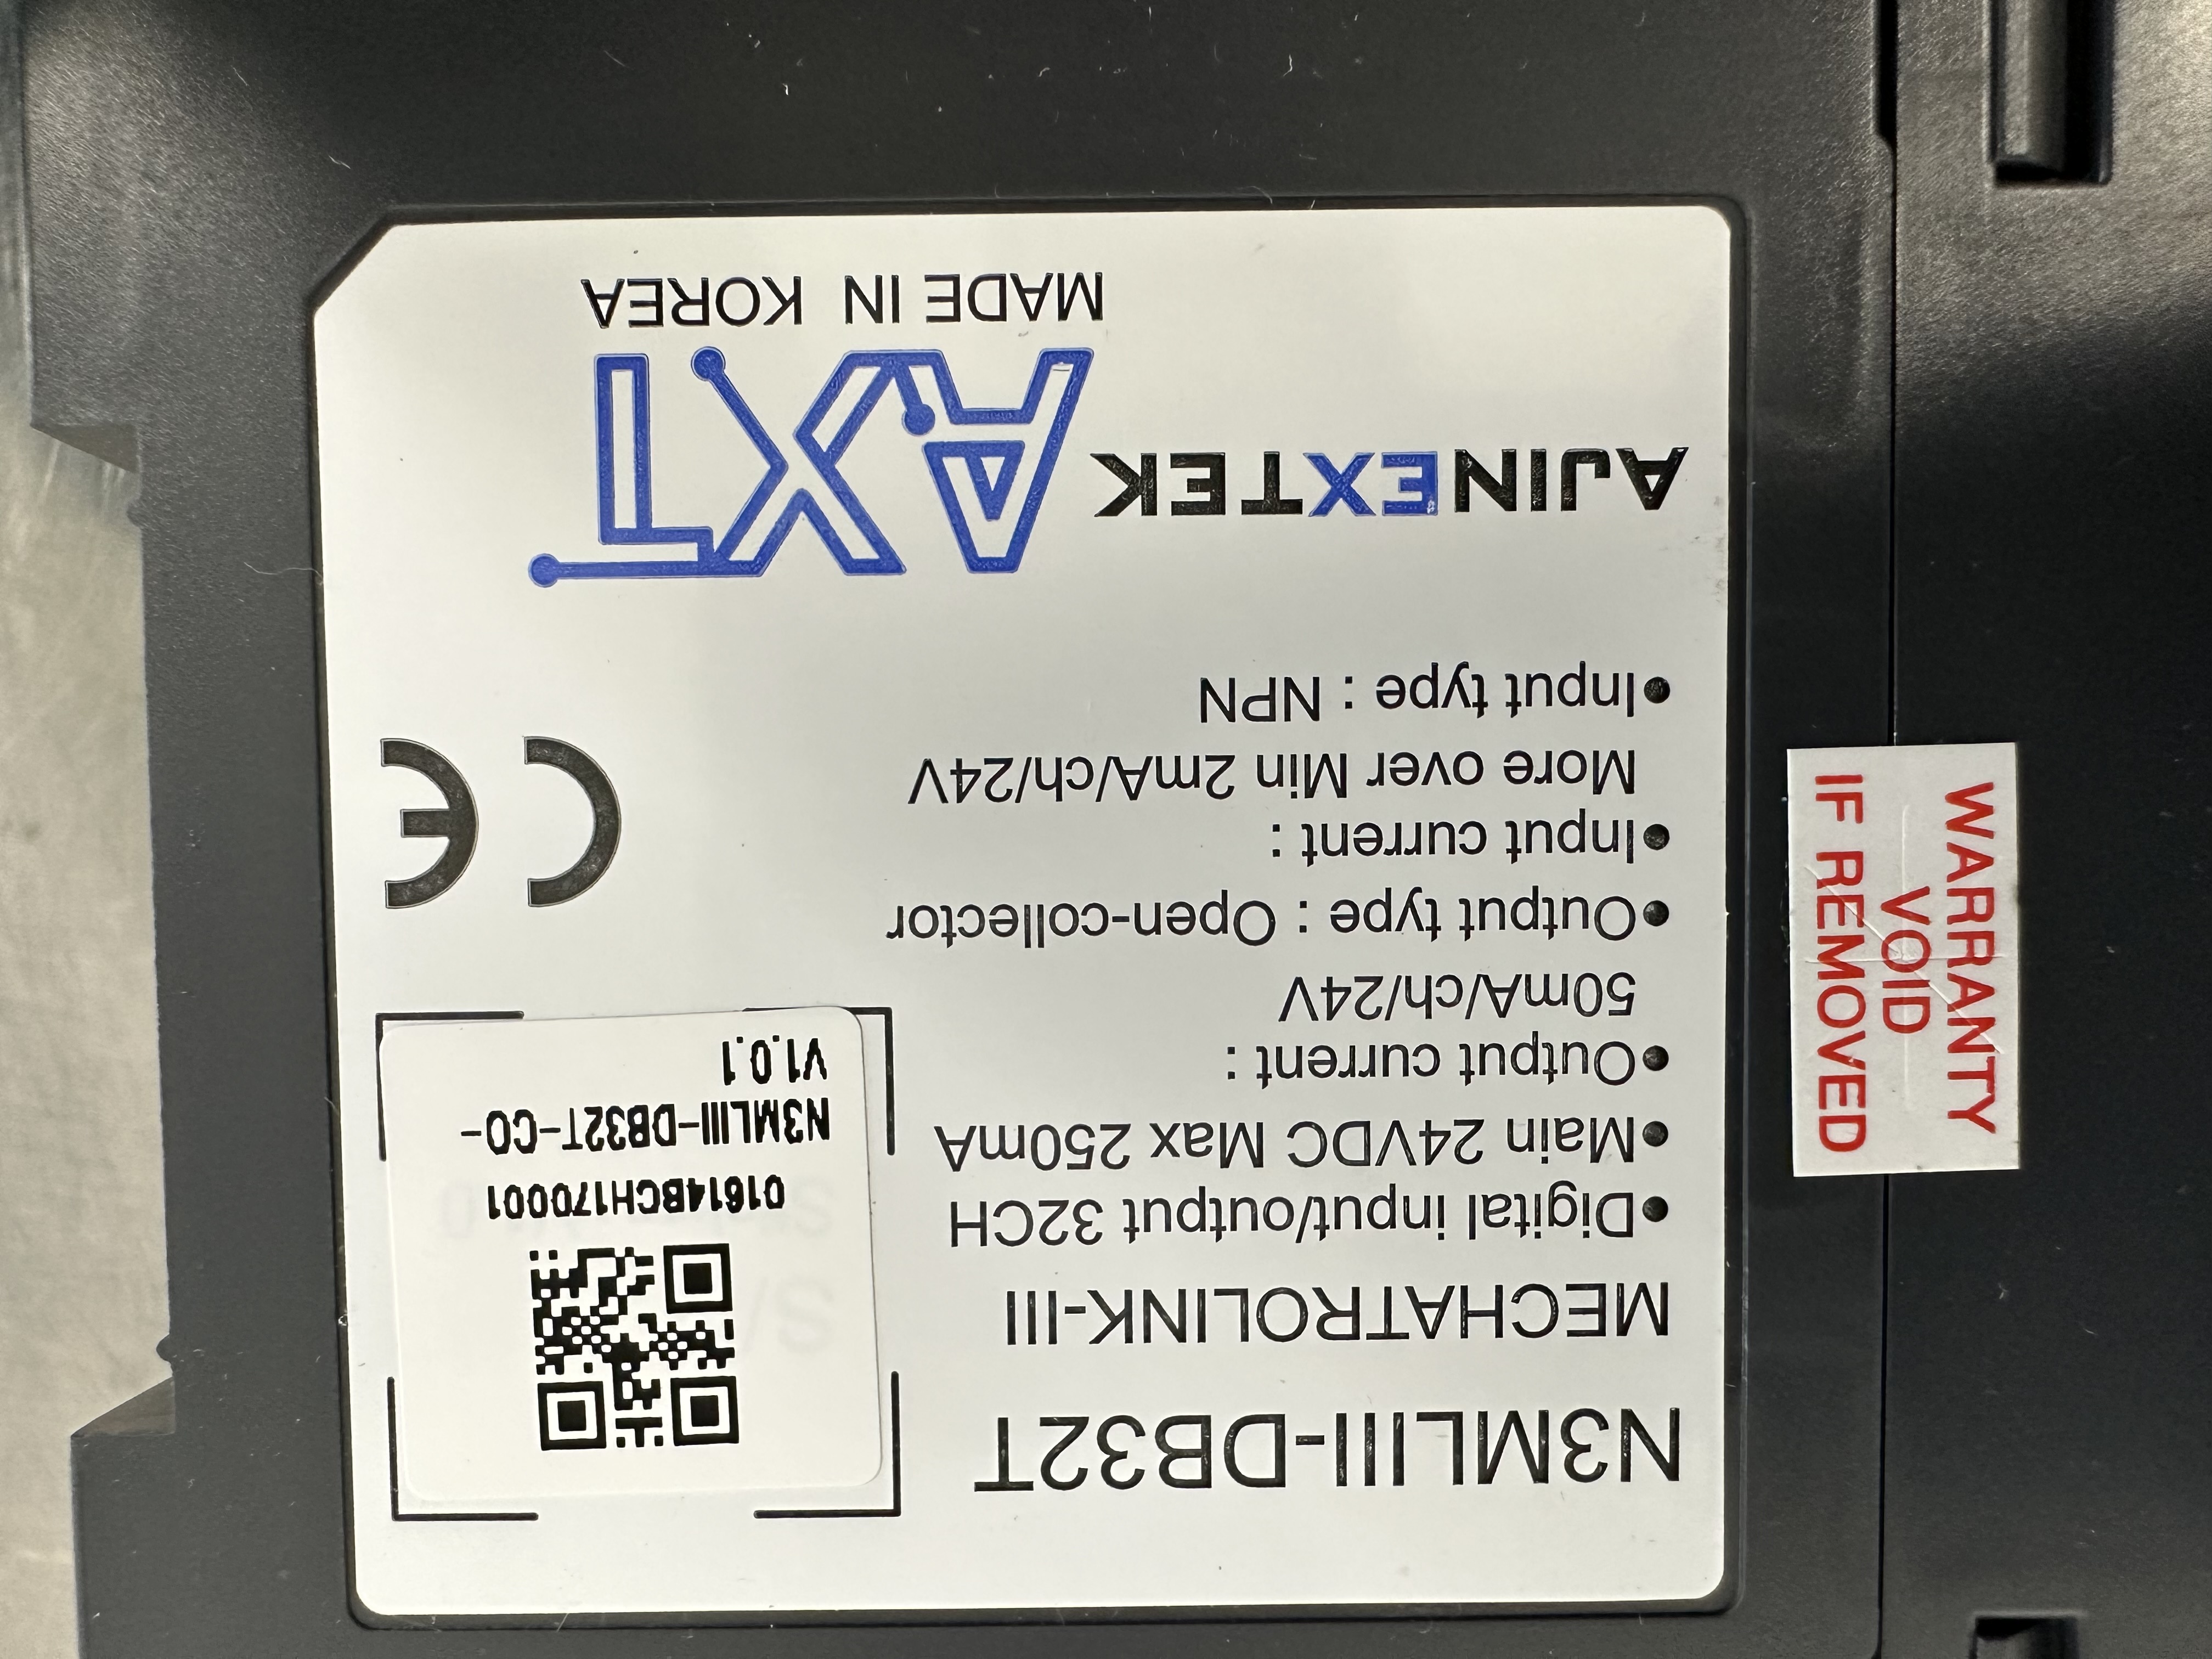 N3MLIII-DB32T
MECHATROLINK-III
•Digital input/output 32CH
•Main 24VDC Max 250mA
•Output current :
50mA/ch/24V
•Output type : Open-collector
•Input current :
More over Min 2mA/ch/24V
•Input type : NPN
01614BCH170001
N3MLIII-DB32T-CO-
V1.0.1
CE
AJINEXTEK
AXT
MADE IN KOREA
WARRANTY
VOID
IF REMOVED